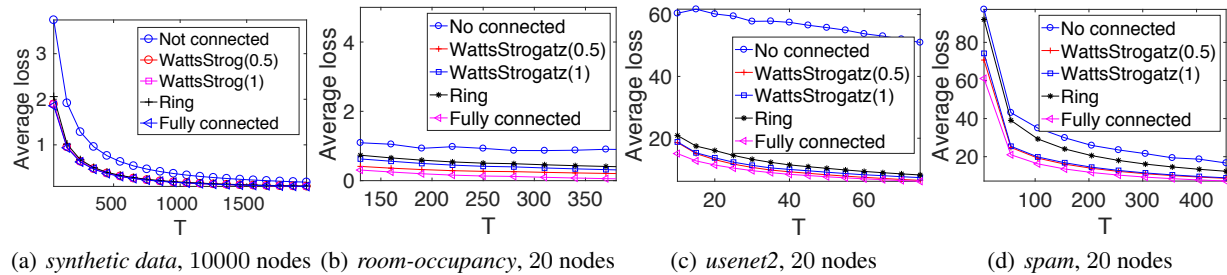 Average loss
3
2
1
500
1000
1500
T
Not connected
WattsStrog(0.5)
WattsStrog(1)
Ring
Fully connected
(a) synthetic data, 10000 nodes
Average loss
4
2
0
150
200
250
300
350
T
No connected
WattsStrogatz(0.5)
WattsStrogatz(1)
Ring
Fully connected
(b) room-occupancy, 20 nodes
Average loss
60
40
20
20
40
60
T
No connected
WattsStrogatz(0.5)
WattsStrogatz(1)
Ring
Fully connected
(c) usenet2, 20 nodes
Average loss
80
60
40
20
100
200
300
400
T
No connected
WattsStrogatz(0.5)
WattsStrogatz(1)
Ring
Fully connected
(d) spam, 20 nodes